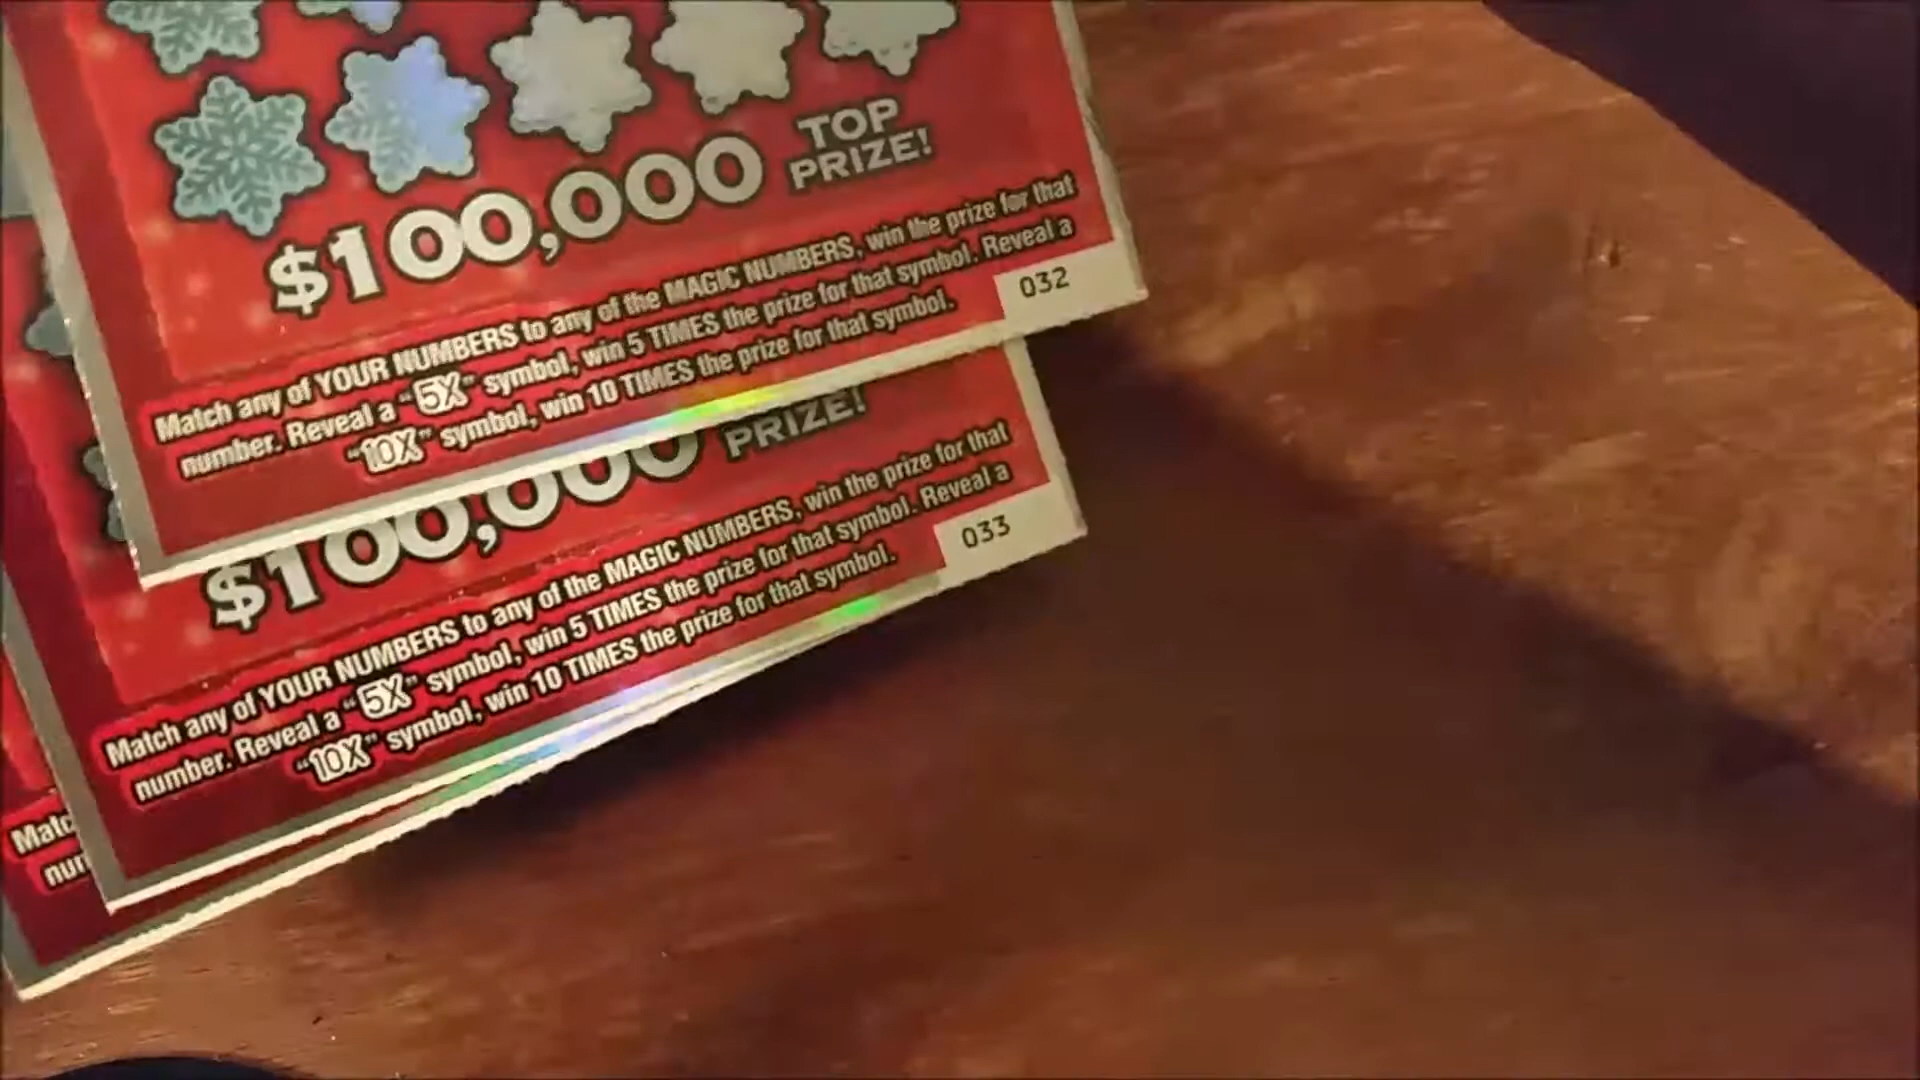 $100,000 TOP PRIZE!
Match any of YOUR NUMBERS to any of the MAGIC NUMBERS, win the prize for that
number. Reveal a "5X" symbol, win 5 TIMES the prize for that symbol. Reveal a
"10X" symbol, win 10 TIMES the prize for that symbol.
032
$100,000 PRIZE!
Match any of YOUR NUMBERS to any of the MAGIC NUMBERS, win the prize for that
number. Reveal a "5X" symbol, win 5 TIMES the prize for that symbol. Reveal a
"10X" symbol, win 10 TIMES the prize for that symbol.
033